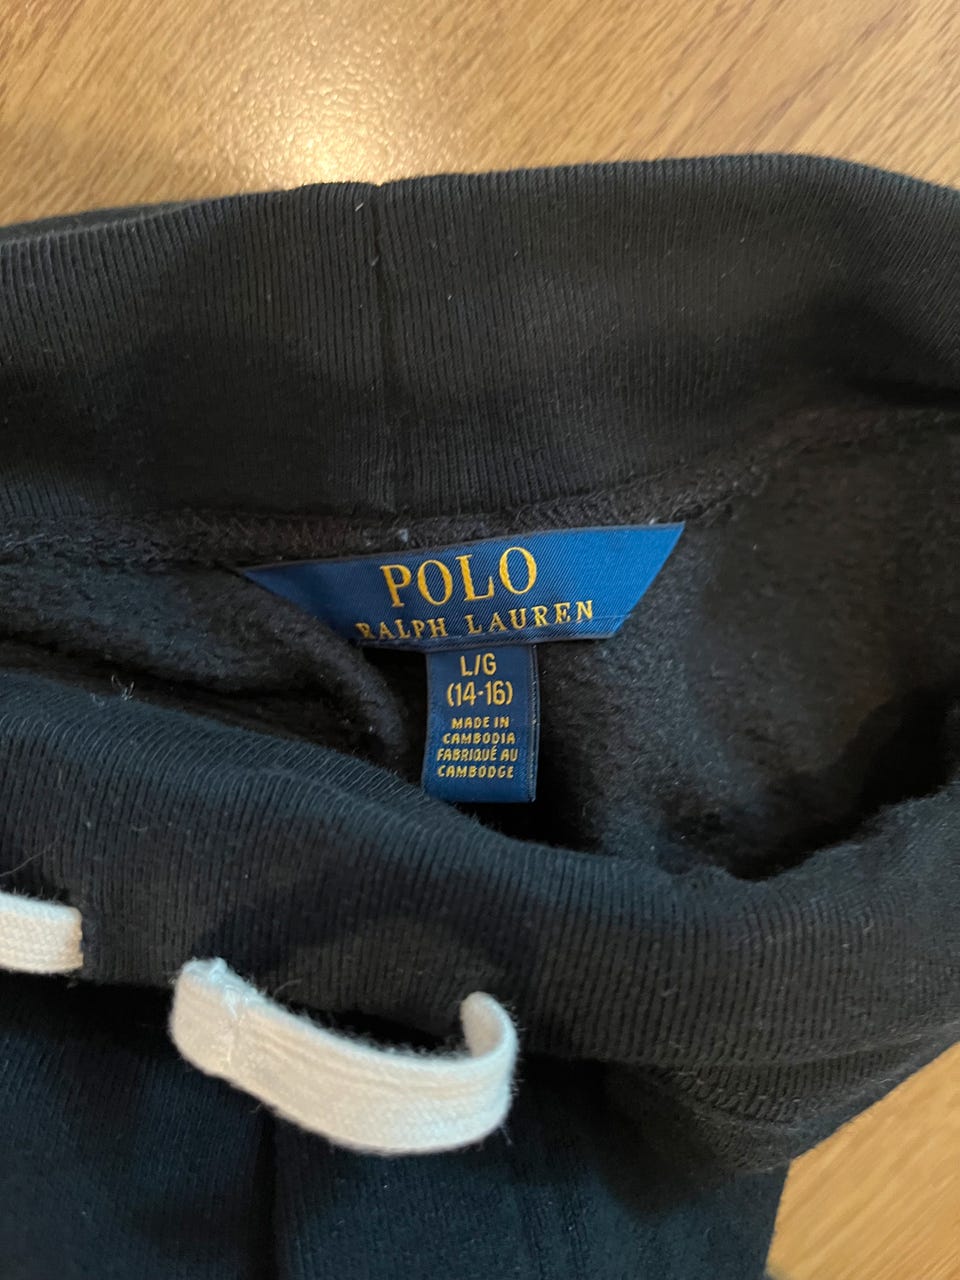 POLO
RALPH LAUREN
L/G
(14-16)
MADE IN
CAMBODIA
FABRIQUÉ AU
CAMBODGE